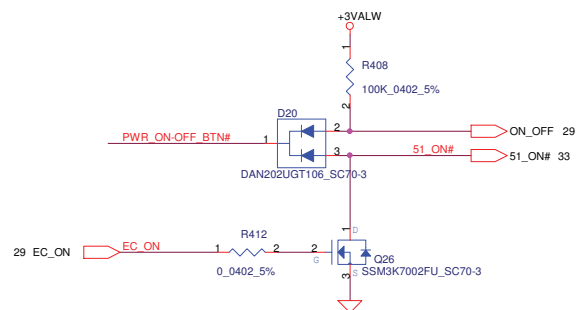 +3VALW
1
R408
100K_0402_5%
2
D20
PWR_ON-OFF_BTN#
1
2
ON_OFF 29
3
51_ON#
51_ON# 33
DAN202UGT106_SC70-3
1
D
R412
29 EC_ON
EC_ON
1
2
2
G
Q26
0_0402_5%
3
S
SSM3K7002FU_SC70-3